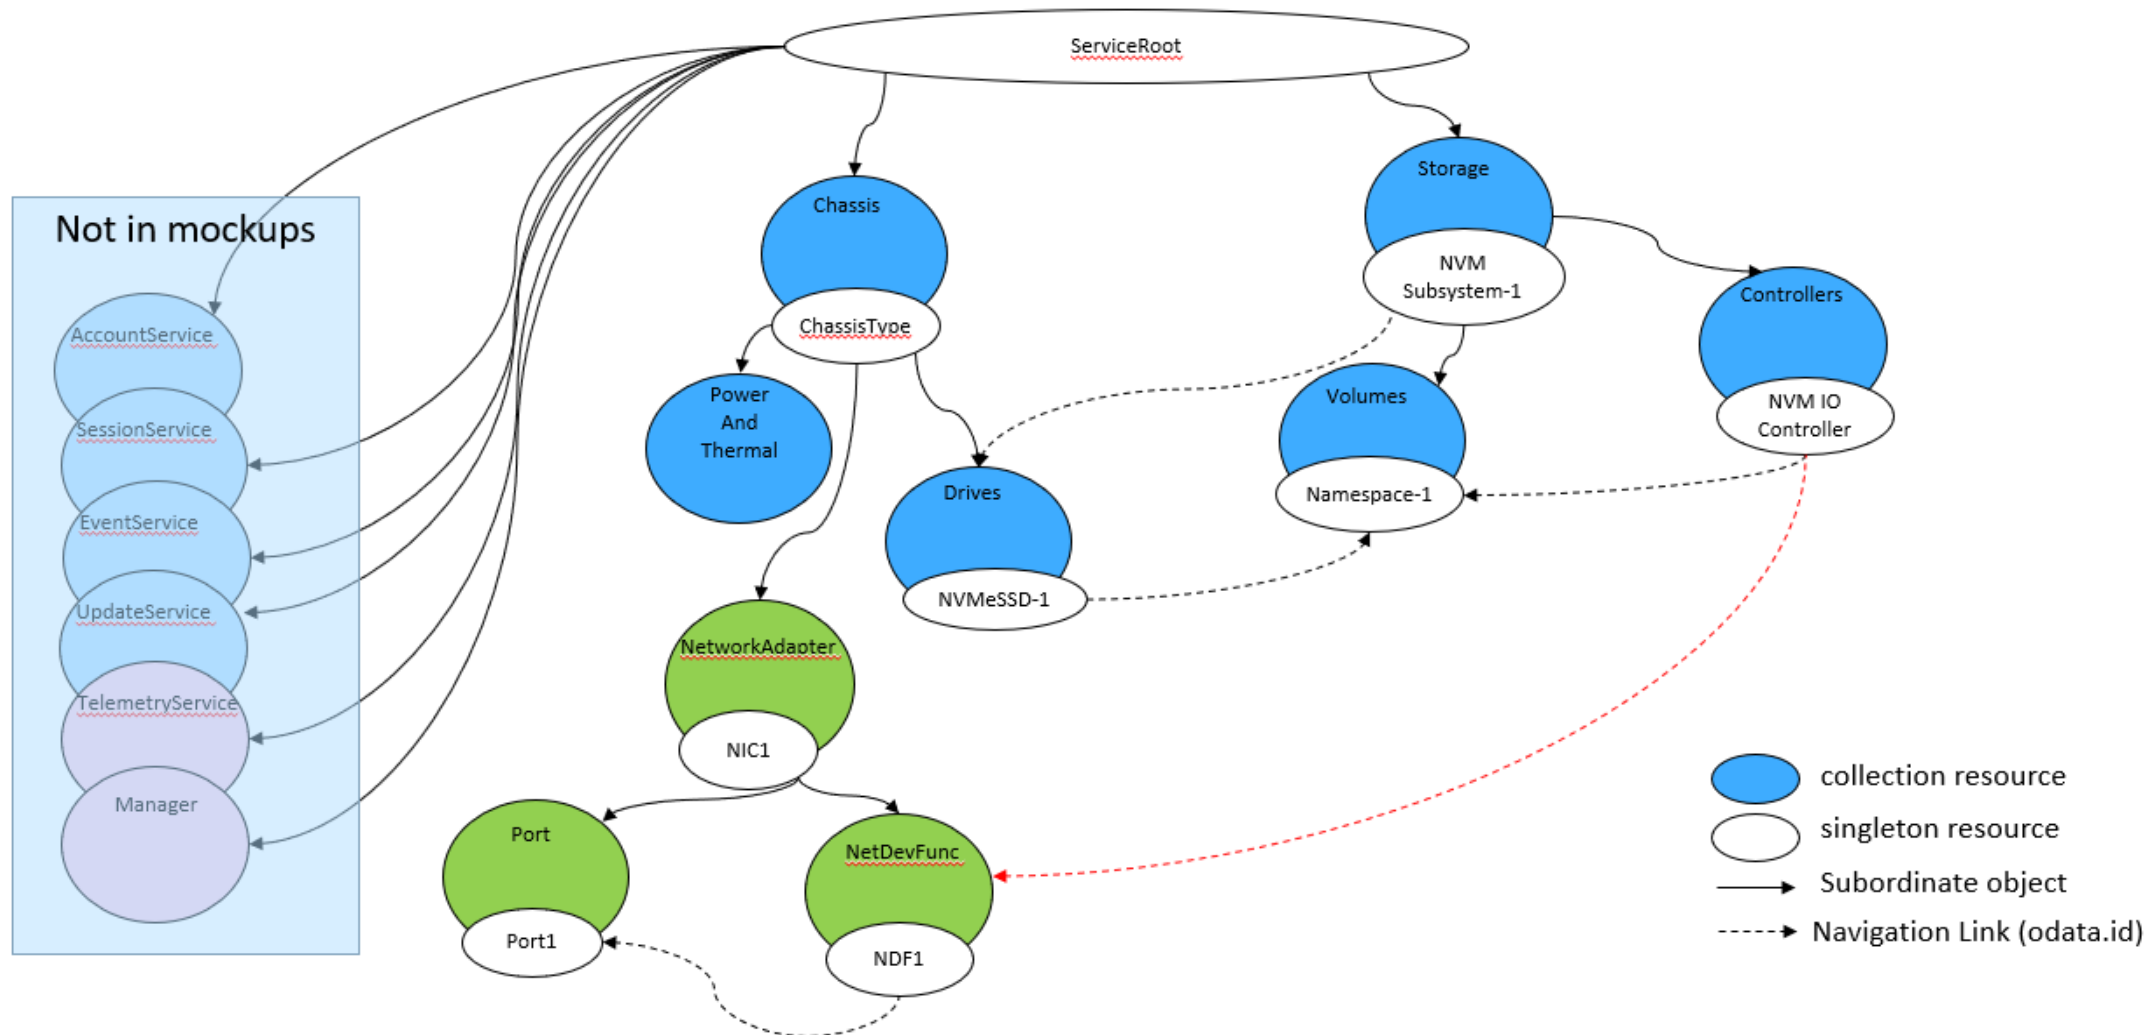 ServiceRoot
Not in mockups
AccountService
SessionService
EventService
UpdateService
TelemetryService
Manager
Chassis
ChassisType
Power
And
Thermal
Drives
NVMeSSD-1
NetworkAdapter
NIC1
Port
Port1
NetDevFunc
NDF1
Storage
NVM
Subsystem-1
Volumes
Namespace-1
Controllers
NVM IO
Controller
collection resource
singleton resource
Subordinate object
Navigation Link (odata.id)